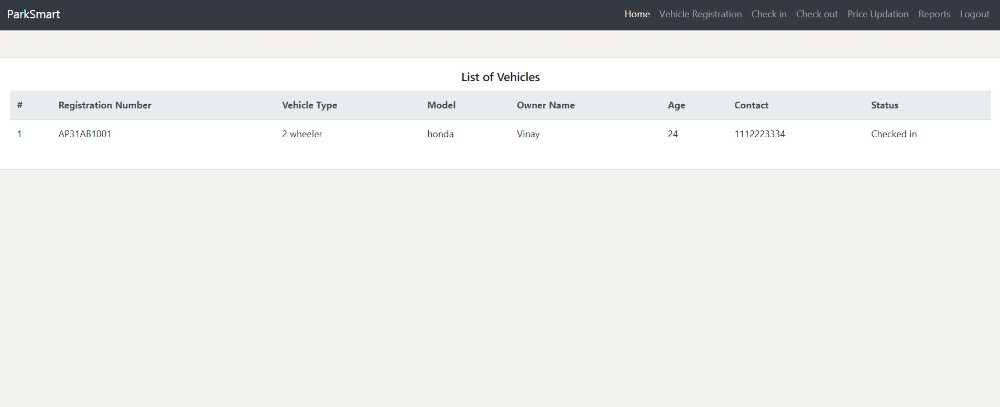 ParkSmart Home Vehicle Registration Check in Check out Price Updation Reports Logout
List of Vehicles
# Registration Number Vehicle Type Model Owner Name Age Contact Status
1 AP31AB1001 2 wheeler honda Vinay 24 1112223334 Checked in